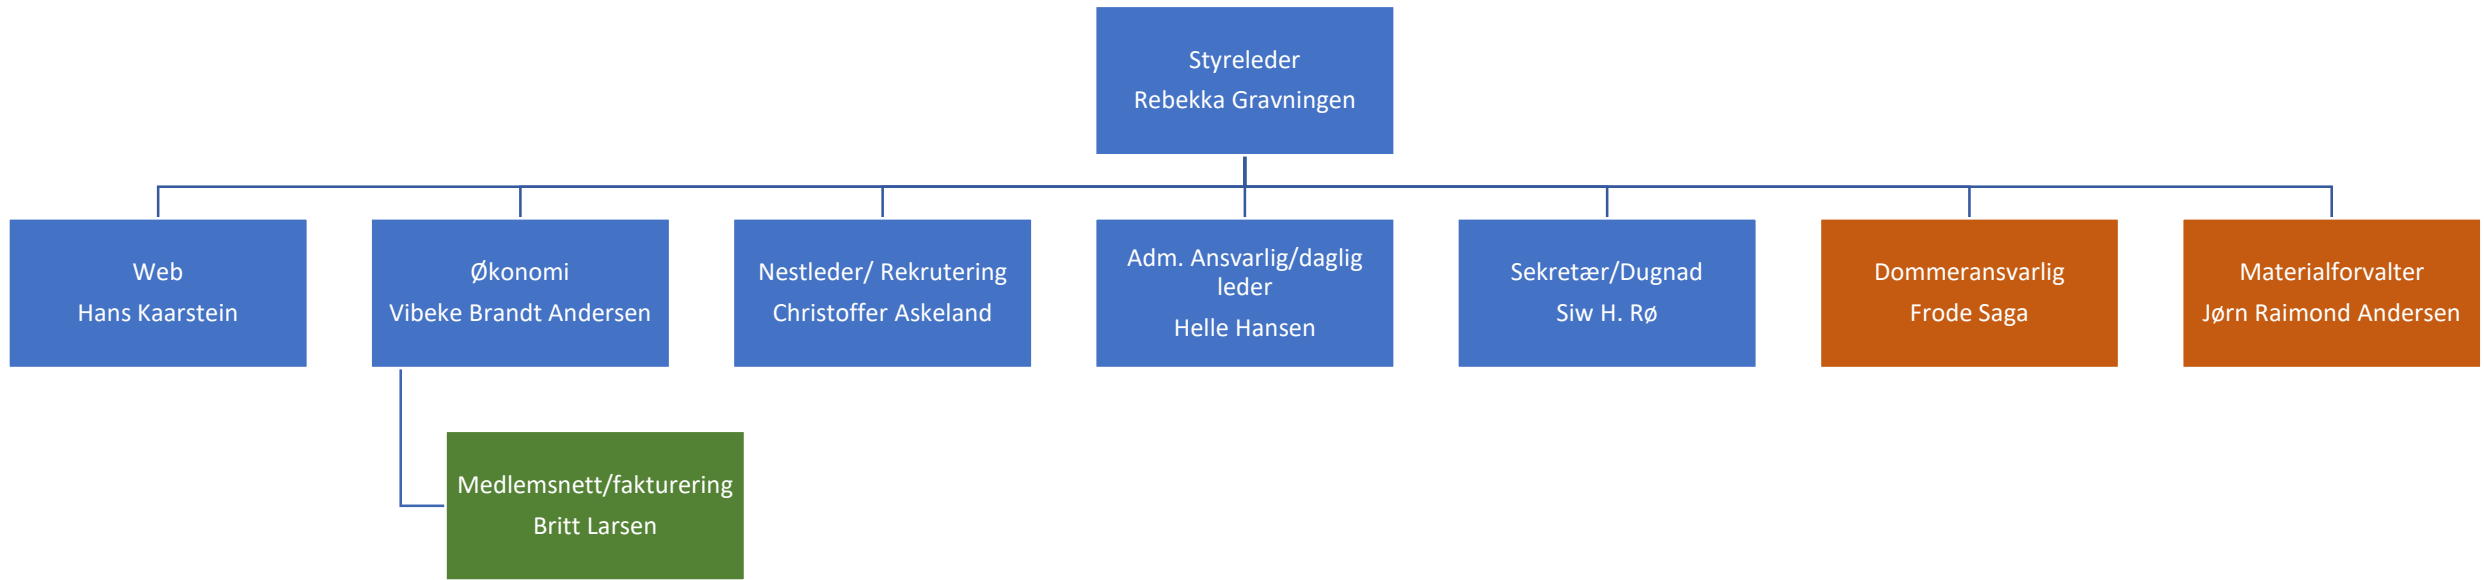 Styreleder
Rebekka Gravningen
Web
Hans Kaarstein
Økonomi
Vibeke Brandt Andersen
Nestleder/ Rekrutering
Christoffer Askeland
Adm. Ansvarlig/daglig
leder
Helle Hansen
Sekretær/Dugnad
Siw H. Rø
Dommeransvarlig
Frode Saga
Materialforvalter
Jørn Raimond Andersen
Medlemsnett/fakturering
Britt Larsen